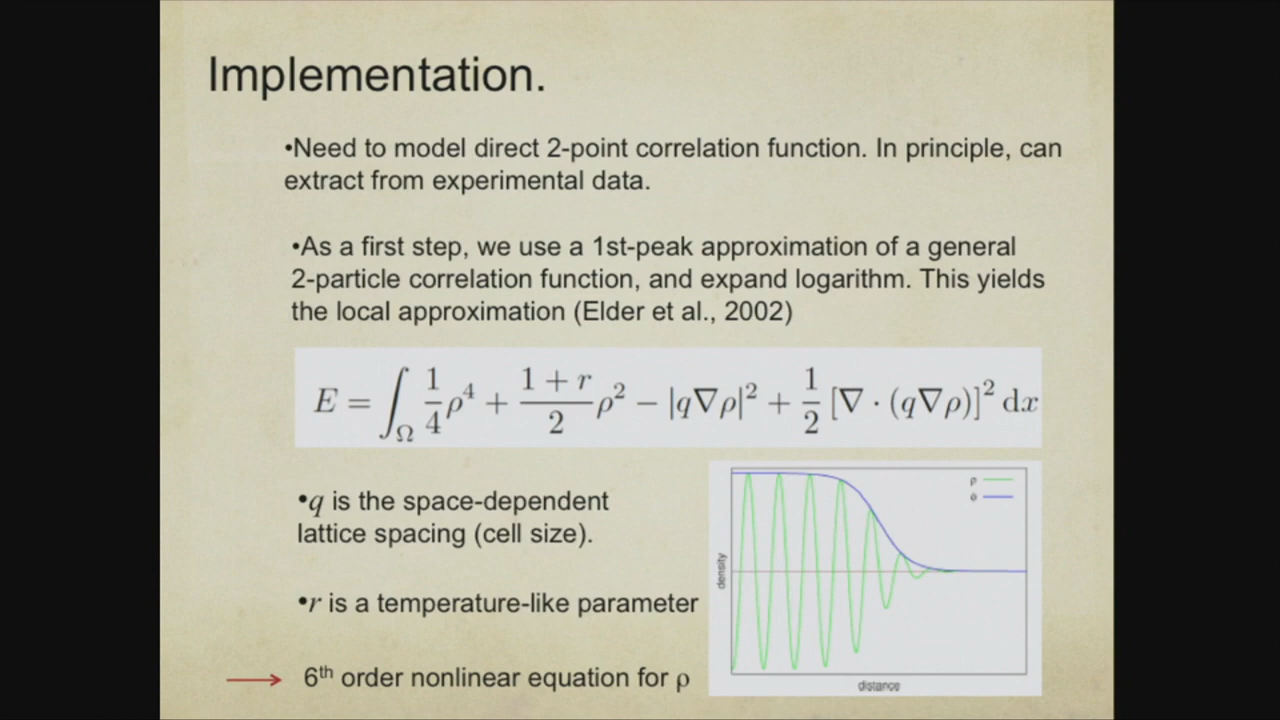 Implementation.
•Need to model direct 2-point correlation function. In principle, can
extract from experimental data.
•As a first step, we use a 1st-peak approximation of a general
2-particle correlation function, and expand logarithm. This yields
the local approximation (Elder et al., 2002)
E = ∫_Ω 1/4 ρ⁴ + (1 + r)/2 ρ² − |q∇ρ|² + 1/2 [∇ · (q∇ρ)]² dx
•q is the space-dependent
lattice spacing (cell size).
•r is a temperature-like parameter
6th order nonlinear equation for ρ
ρ
density
distance